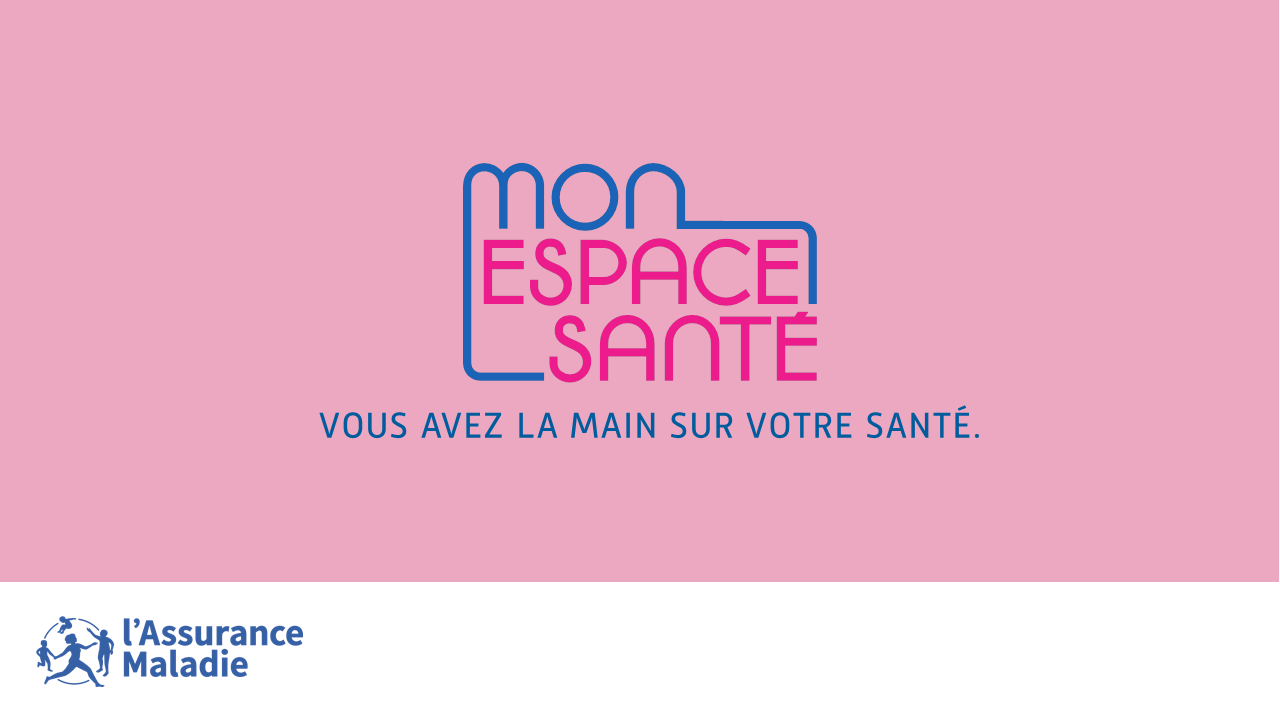 mon
ESPACE
SANTÉ
VOUS AVEZ LA MAIN SUR VOTRE SANTÉ.
l'Assurance
Maladie